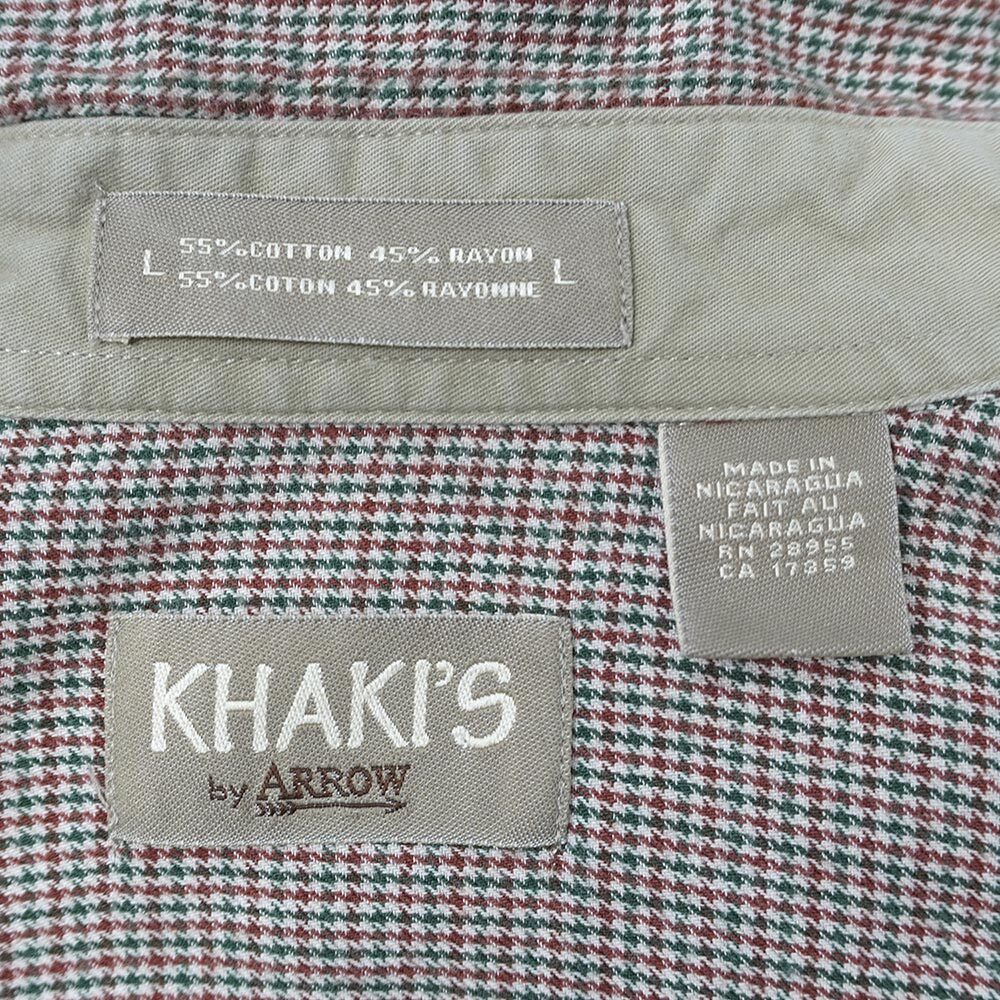 L 55% COTTON 45% RAYON L
55% COTON 45% RAYONNE
MADE IN
NICARAGUA
FAIT AU
NICARAGUA
RN 28955
CA 17359
KHAKI'S
by ARROW